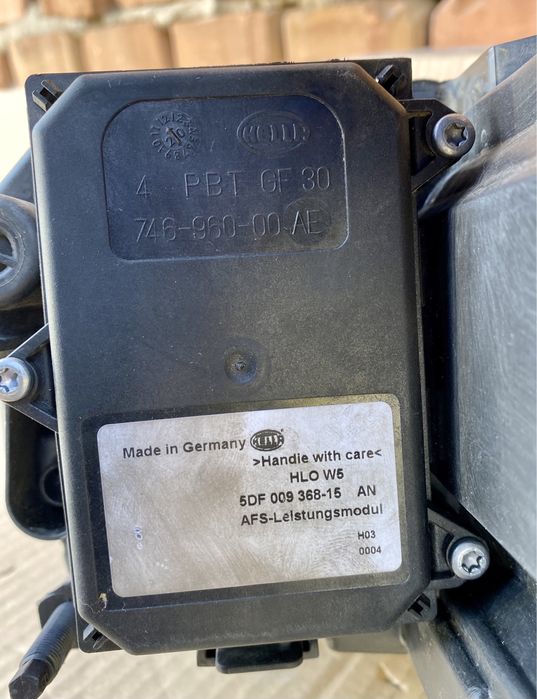 HELLA
4 PBT GF 30
746-960-00 AE
Made in Germany HELLA
>Handle with care<
HLO W5
5DF 009 368-15 AN
AFS-Leistungsmodul
H03
0004